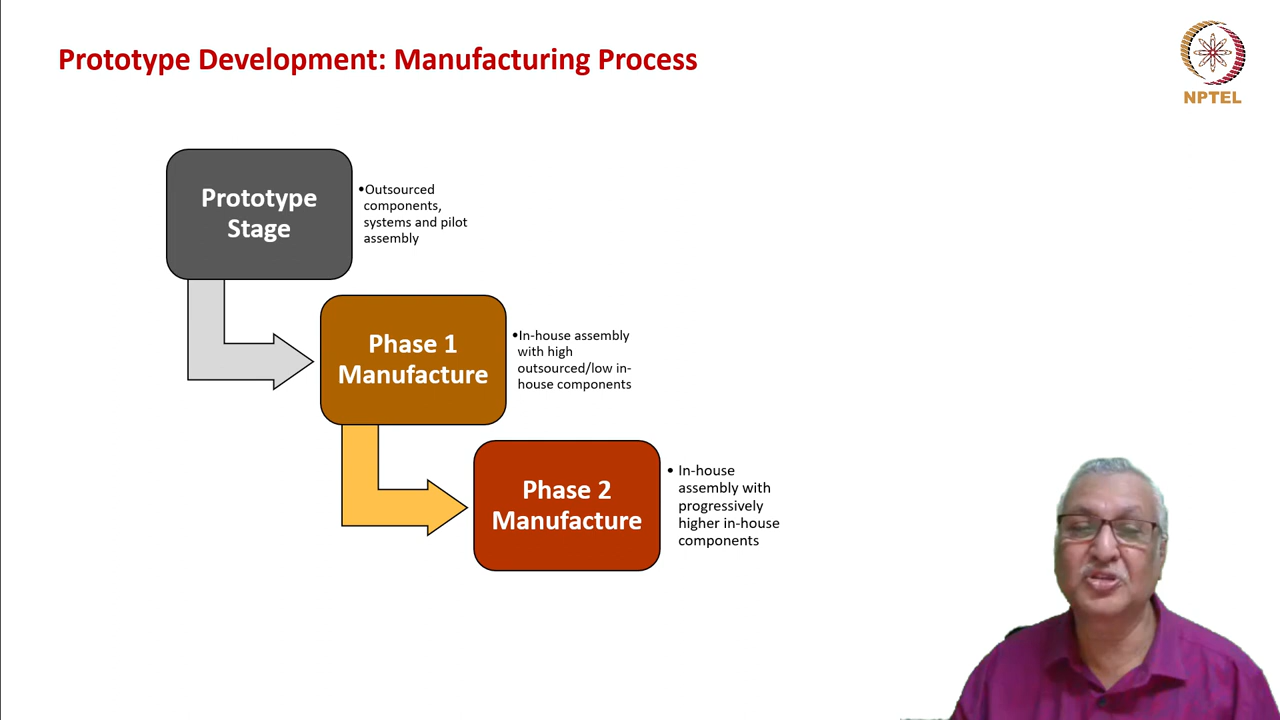 Prototype Development: Manufacturing Process
NPTEL
Prototype
Stage
•Outsourced
components,
systems and pilot
assembly
Phase 1
Manufacture
•In-house assembly
with high
outsourced/low in-
house components
Phase 2
Manufacture
• In-house
assembly with
progressively
higher in-house
components